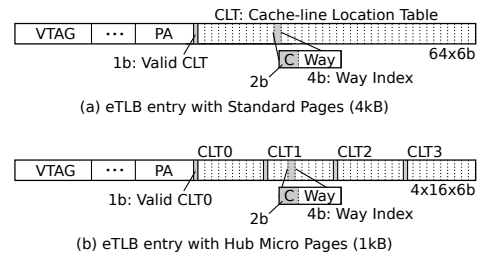 CLT: Cache-line Location Table
VTAG ··· PA
64x6b
1b: Valid CLT
C Way
2b
4b: Way Index
(a) eTLB entry with Standard Pages (4kB)
CLT0 CLT1 CLT2 CLT3
VTAG ··· PA
4x16x6b
1b: Valid CLT0
C Way
2b
4b: Way Index
(b) eTLB entry with Hub Micro Pages (1kB)